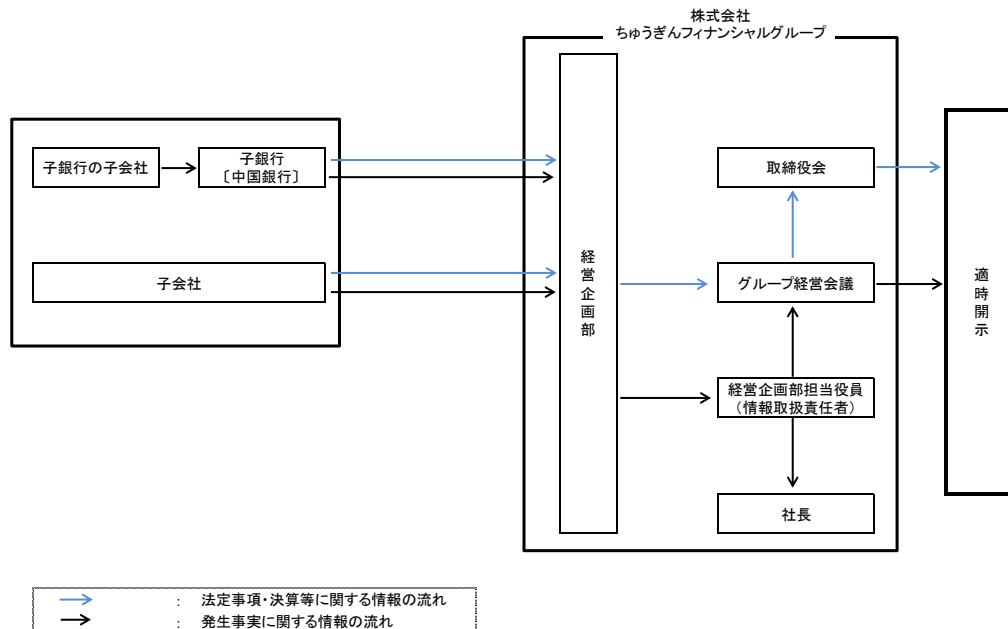 株式会社
ちゅうぎんフィナンシャルグループ
子銀行の子会社
子銀行
〔中国銀行〕
子会社
経営企画部
取締役会
グループ経営会議
経営企画部担当役員
（情報取扱責任者）
社長
適時開示
： 法定事項・決算等に関する情報の流れ
： 発生事実に関する情報の流れ